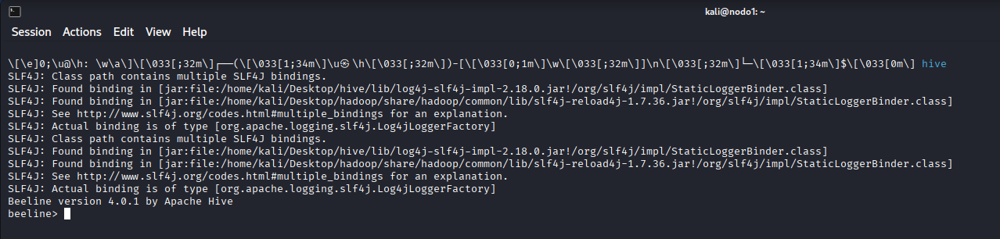 kali@nodo1: ~
Session Actions Edit View Help
\[\e]0;\u@\h: \w\a\]\[\033[;32m\]┌──(\[\033[1;34m\]\u㉿\h\[\033[;32m\])-[\[\033[0;1m\]\w\[\033[;32m\]]\n\[\033[;32m\]└─\[\033[1;34m\]$\[\033[0m\] hive
SLF4J: Class path contains multiple SLF4J bindings.
SLF4J: Found binding in [jar:file:/home/kali/Desktop/hive/lib/log4j-slf4j-impl-2.18.0.jar!/org/slf4j/impl/StaticLoggerBinder.class]
SLF4J: Found binding in [jar:file:/home/kali/Desktop/hadoop/share/hadoop/common/lib/slf4j-reload4j-1.7.36.jar!/org/slf4j/impl/StaticLoggerBinder.class]
SLF4J: See http://www.slf4j.org/codes.html#multiple_bindings for an explanation.
SLF4J: Actual binding is of type [org.apache.logging.slf4j.Log4jLoggerFactory]
SLF4J: Class path contains multiple SLF4J bindings.
SLF4J: Found binding in [jar:file:/home/kali/Desktop/hive/lib/log4j-slf4j-impl-2.18.0.jar!/org/slf4j/impl/StaticLoggerBinder.class]
SLF4J: Found binding in [jar:file:/home/kali/Desktop/hadoop/share/hadoop/common/lib/slf4j-reload4j-1.7.36.jar!/org/slf4j/impl/StaticLoggerBinder.class]
SLF4J: See http://www.slf4j.org/codes.html#multiple_bindings for an explanation.
SLF4J: Actual binding is of type [org.apache.logging.slf4j.Log4jLoggerFactory]
Beeline version 4.0.1 by Apache Hive
beeline>